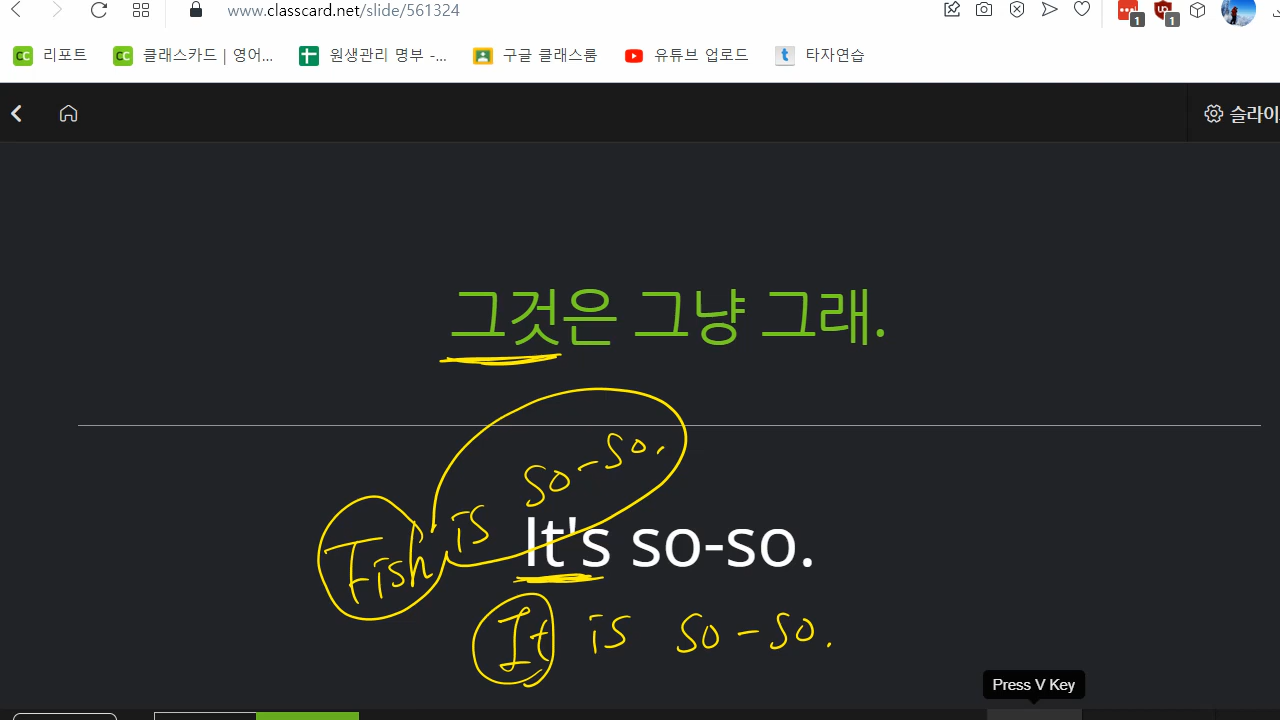 www.classcard.net/slide/561324
1
1
리포트
클래스카드 | 영어...
원생관리 명부 -...
구글 클래스룸
유튜브 업로드
타자연습
그것은 그냥 그래.
Fish is so-so.
It's so-so.
It is so-so.
Press V Key